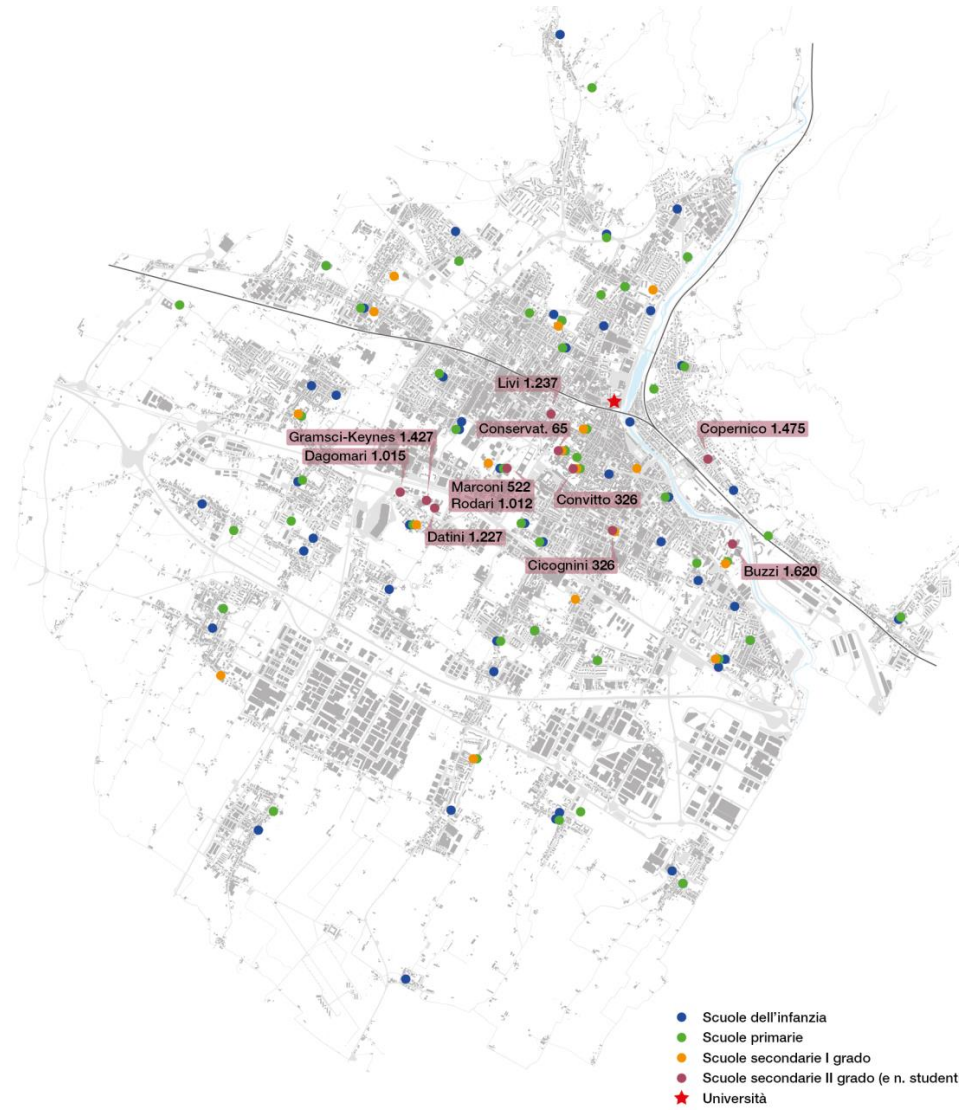 Livi 1.237
Gramsci-Keynes 1.427
Conservat. 65
Copernico 1.475
Dagomari 1.015
Marconi 522
Rodari 1.012
Convitto 326
Datini 1.227
Cicognini 326
Buzzi 1.620
Scuole dell'infanzia
Scuole primarie
Scuole secondarie I grado
Scuole secondarie II grado (e n. student
Università